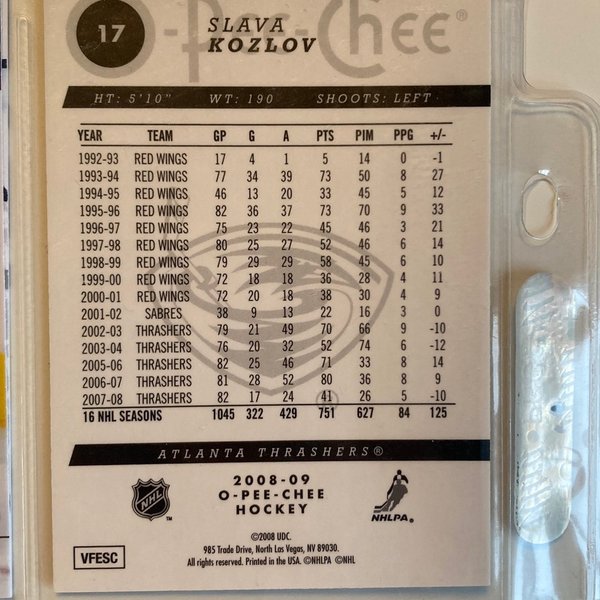 O-Pee-Chee®
17
SLAVA
KOZLOV
HT: 5'10" WT: 190 SHOOTS: LEFT
YEAR TEAM GP G A PTS PIM PPG +/-
1992-93 RED WINGS 17 4 1 5 14 0 -1
1993-94 RED WINGS 77 34 39 73 50 8 27
1994-95 RED WINGS 46 13 20 33 45 5 12
1995-96 RED WINGS 82 36 37 73 70 9 33
1996-97 RED WINGS 75 23 22 45 46 3 21
1997-98 RED WINGS 80 25 27 52 46 6 14
1998-99 RED WINGS 79 29 29 58 45 6 10
1999-00 RED WINGS 72 18 18 36 28 4 11
2000-01 RED WINGS 72 20 18 38 30 4 9
2001-02 SABRES 38 9 13 22 16 3 0
2002-03 THRASHERS 79 21 49 70 66 9 -10
2003-04 THRASHERS 76 20 32 52 74 6 -12
2005-06 THRASHERS 82 25 46 71 33 8 14
2006-07 THRASHERS 81 28 52 80 36 8 9
2007-08 THRASHERS 82 17 24 41 26 5 -10
16 NHL SEASONS 1045 322 429 751 627 84 125
ATLANTA THRASHERS®
2008-09
O-PEE-CHEE
HOCKEY
NHL
TM
NHLPA®
©2008 UDC.
985 Trade Drive, North Las Vegas, NV 89030.
All rights reserved. Printed in the USA. ©NHLPA ©NHL
VFESC